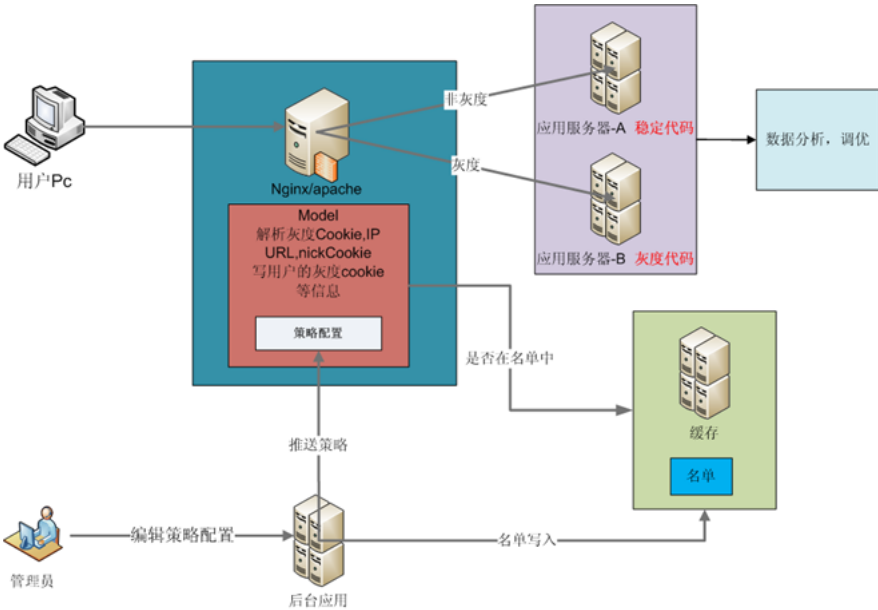 非灰度
应用服务器-A 稳定代码
数据分析，调优
用户Pc
灰度
Nginx/apache
Model
解析灰度Cookie,IP
URL,nickCookie
写用户的灰度cookie
等信息
应用服务器-B 灰度代码
策略配置
是否在名单中
缓存
推送策略
名单
编辑策略配置
名单写入
管理员
后台应用